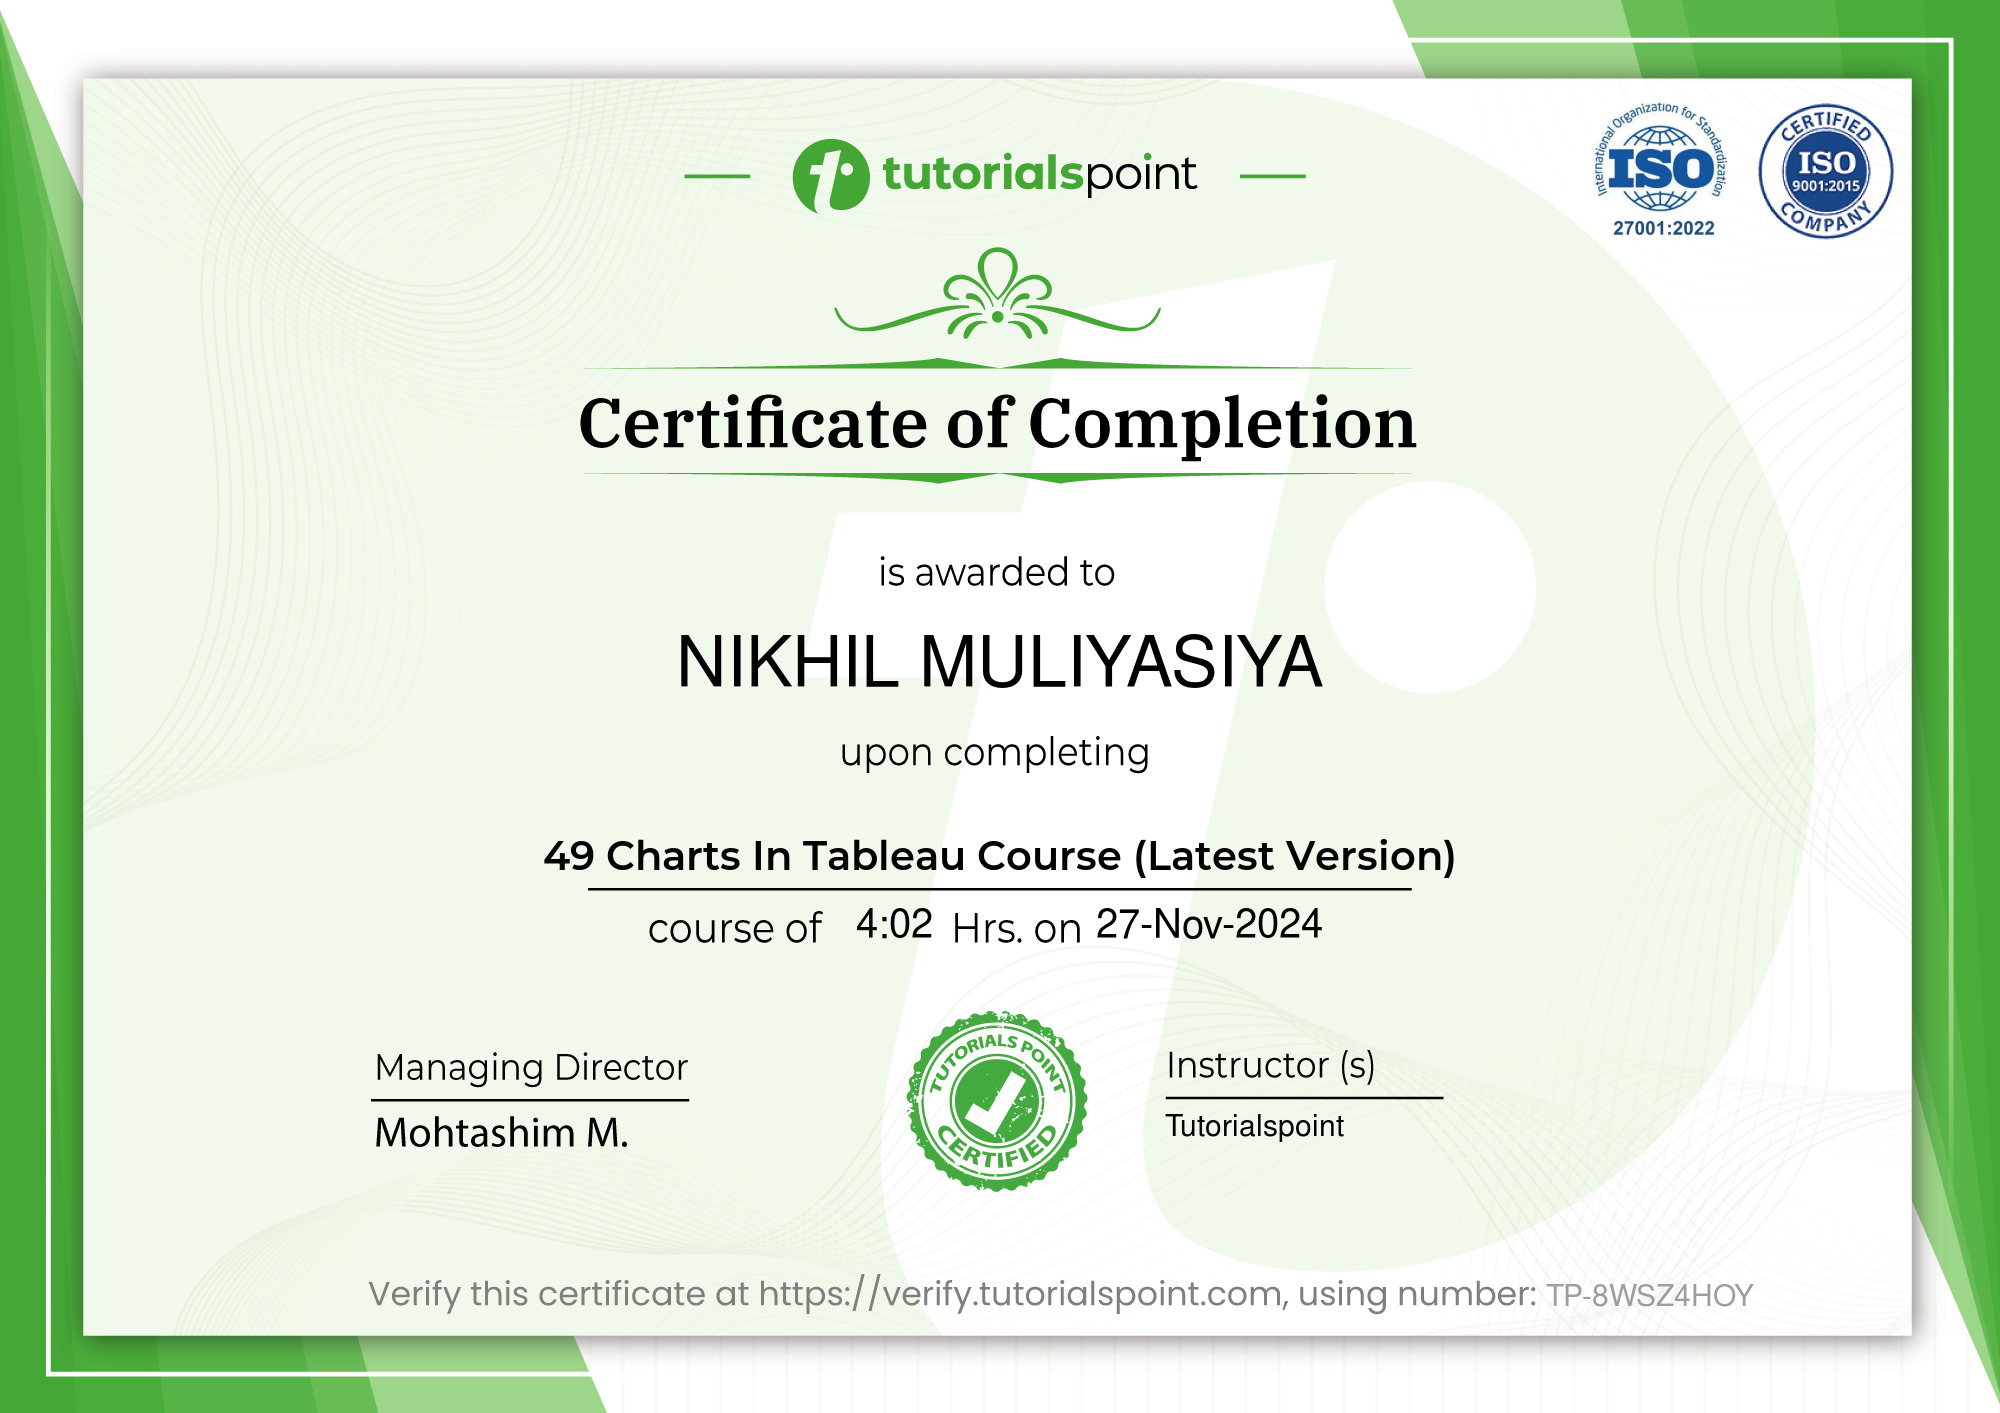 tutorialspoint
International Organization for Standardization
ISO
27001:2022
CERTIFIED
ISO
9001:2015
COMPANY
Certificate of Completion
is awarded to
NIKHIL MULIYASIYA
upon completing
49 Charts In Tableau Course (Latest Version)
course of 4:02 Hrs. on 27-Nov-2024
Managing Director
Mohtashim M.
TUTORIALS POINT
CERTIFIED
Instructor (s)
Tutorialspoint
Verify this certificate at https://verify.tutorialspoint.com, using number: TP-8WSZ4HOY